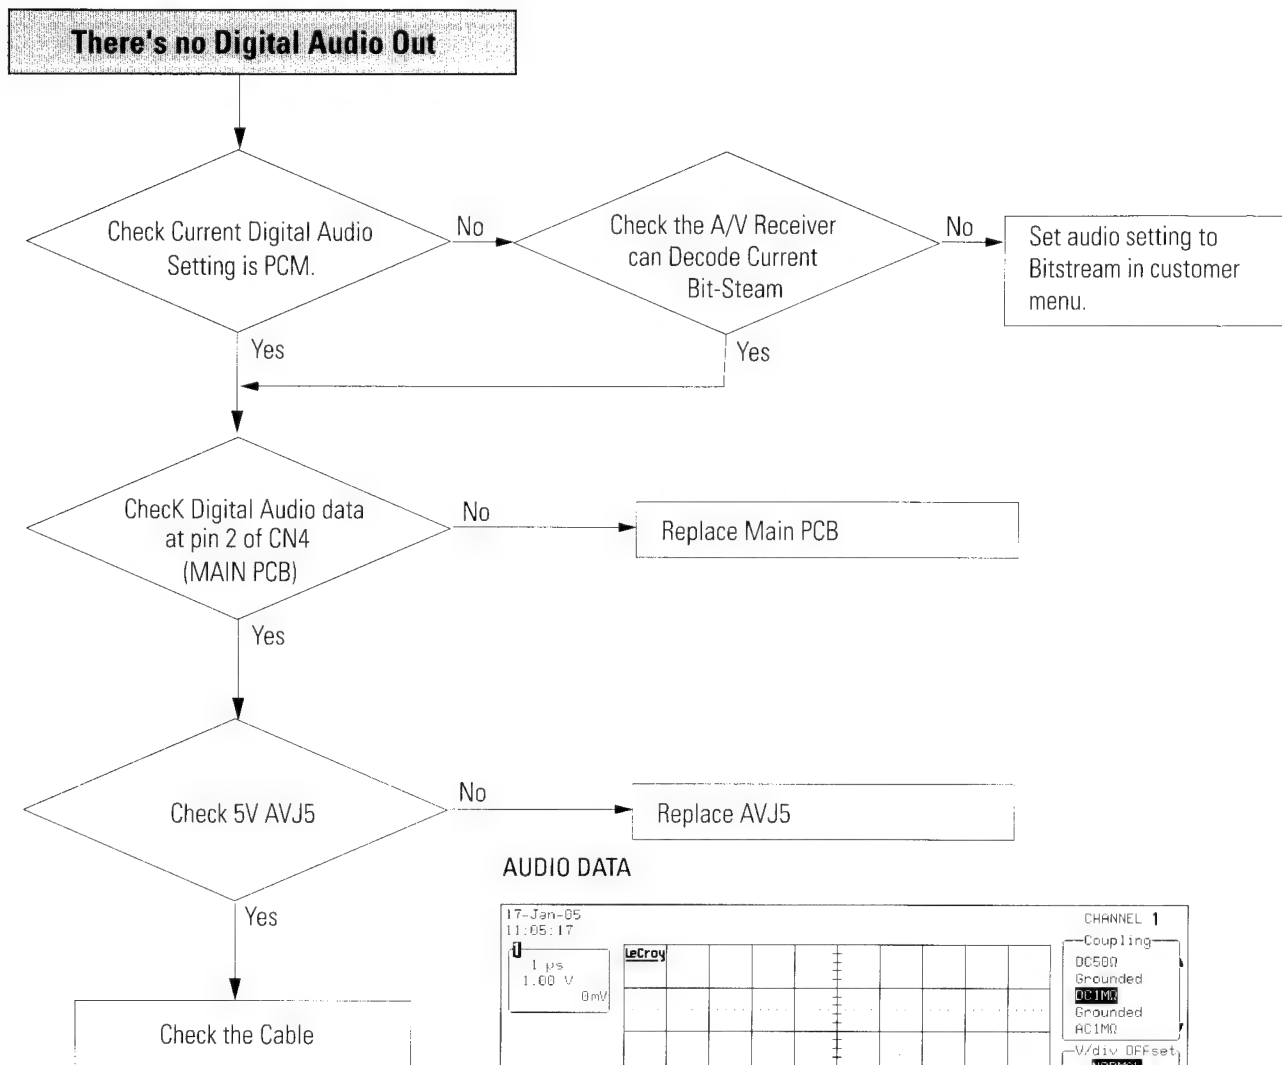 There's no Digital Audio Out
Check Current Digital Audio
Setting is PCM.
No
Check the A/V Receiver
can Decode Current
Bit-Steam
No
Set audio setting to
Bitstream in customer
menu.
Yes
Yes
ChecK Digital Audio data
at pin 2 of CN4
(MAIN PCB)
No
Replace Main PCB
Yes
Check 5V AVJ5
No
Replace AVJ5
Yes
Check the Cable
AUDIO DATA
17-Jan-05
11:05:17
1 µs
1.00 V
0mV
LeCroy
CHANNEL 1
Coupling
DC50Ω
Grounded
DC1MΩ
Grounded
AC1MΩ
V/div OFFset